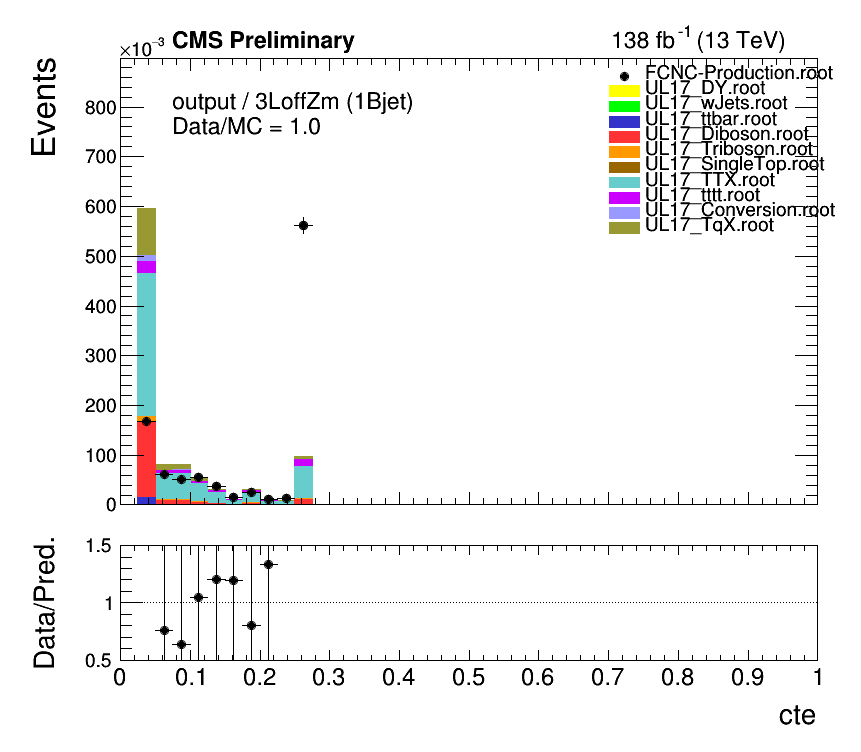 ×10⁻³ CMS Preliminary 138 fb⁻¹ (13 TeV)
Events
output / 3LoffZm (1Bjet)
Data/MC = 1.0
FCNC-Production.root
UL17_DY.root
UL17_wJets.root
UL17_ttbar.root
UL17_Diboson.root
UL17_Triboson.root
UL17_SingleTop.root
UL17_TTX.root
UL17_tttt.root
UL17_Conversion.root
UL17_TqX.root
800
700
600
500
400
300
200
100
0
Data/Pred.
1.5
1
0.5
0 0.1 0.2 0.3 0.4 0.5 0.6 0.7 0.8 0.9 1
cte